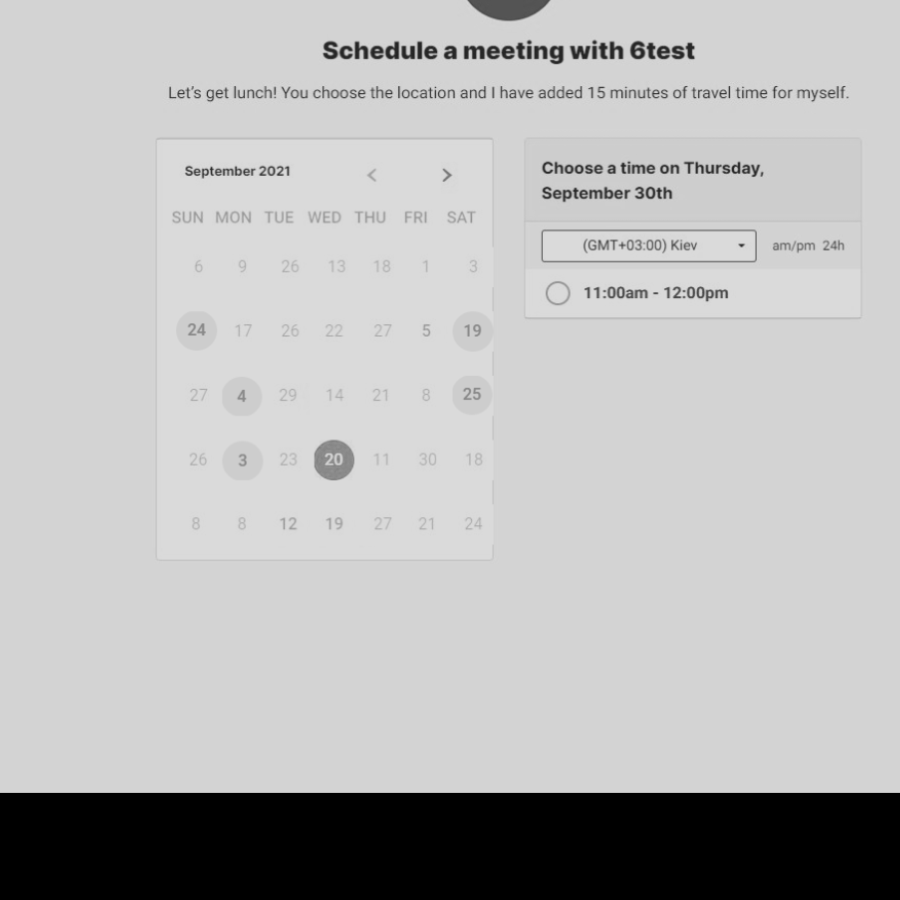 Schedule a meeting with 6test
Let's get lunch! You choose the location and I have added 15 minutes of travel time for myself.
September 2021
SUN MON TUE WED THU FRI SAT
6 9 26 13 18 1 3
24 17 26 22 27 5 19
27 4 29 14 21 8 25
26 3 23 20 11 30 18
8 8 12 19 27 21 24
Choose a time on Thursday,
September 30th
(GMT+03:00) Kiev am/pm 24h
11:00am - 12:00pm